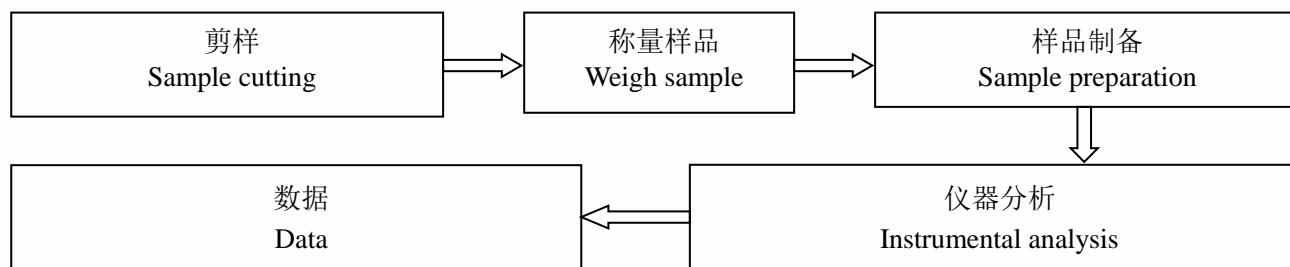 剪样
Sample cutting
称量样品
Weigh sample
样品制备
Sample preparation
仪器分析
Instrumental analysis
数据
Data